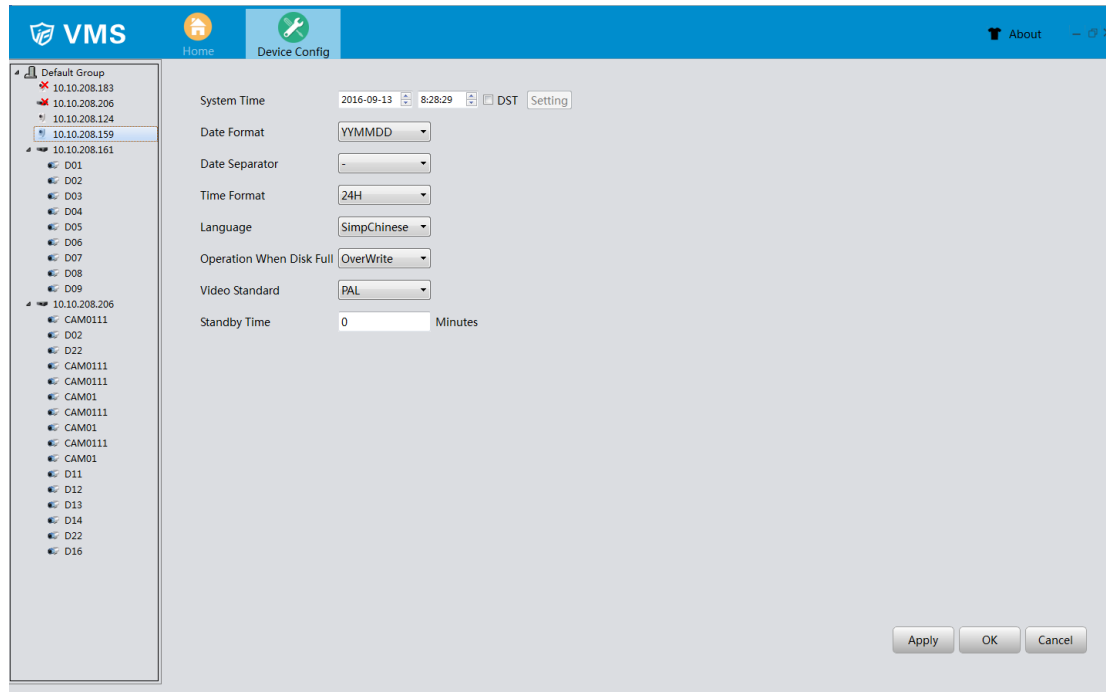 VMS
Home
Device Config
About
Default Group
10.10.208.183
10.10.208.206
10.10.208.124
10.10.208.159
10.10.208.161
D01
D02
D03
D04
D05
D06
D07
D08
D09
10.10.208.206
CAM0111
D02
D22
CAM0111
CAM0111
CAM01
CAM0111
CAM01
CAM0111
CAM01
D11
D12
D13
D14
D22
D16
System Time 2016-09-13 8:28:29 DST Setting
Date Format YYMMDD
Date Separator -
Time Format 24H
Language SimpChinese
Operation When Disk Full OverWrite
Video Standard PAL
Standby Time 0 Minutes
Apply OK Cancel